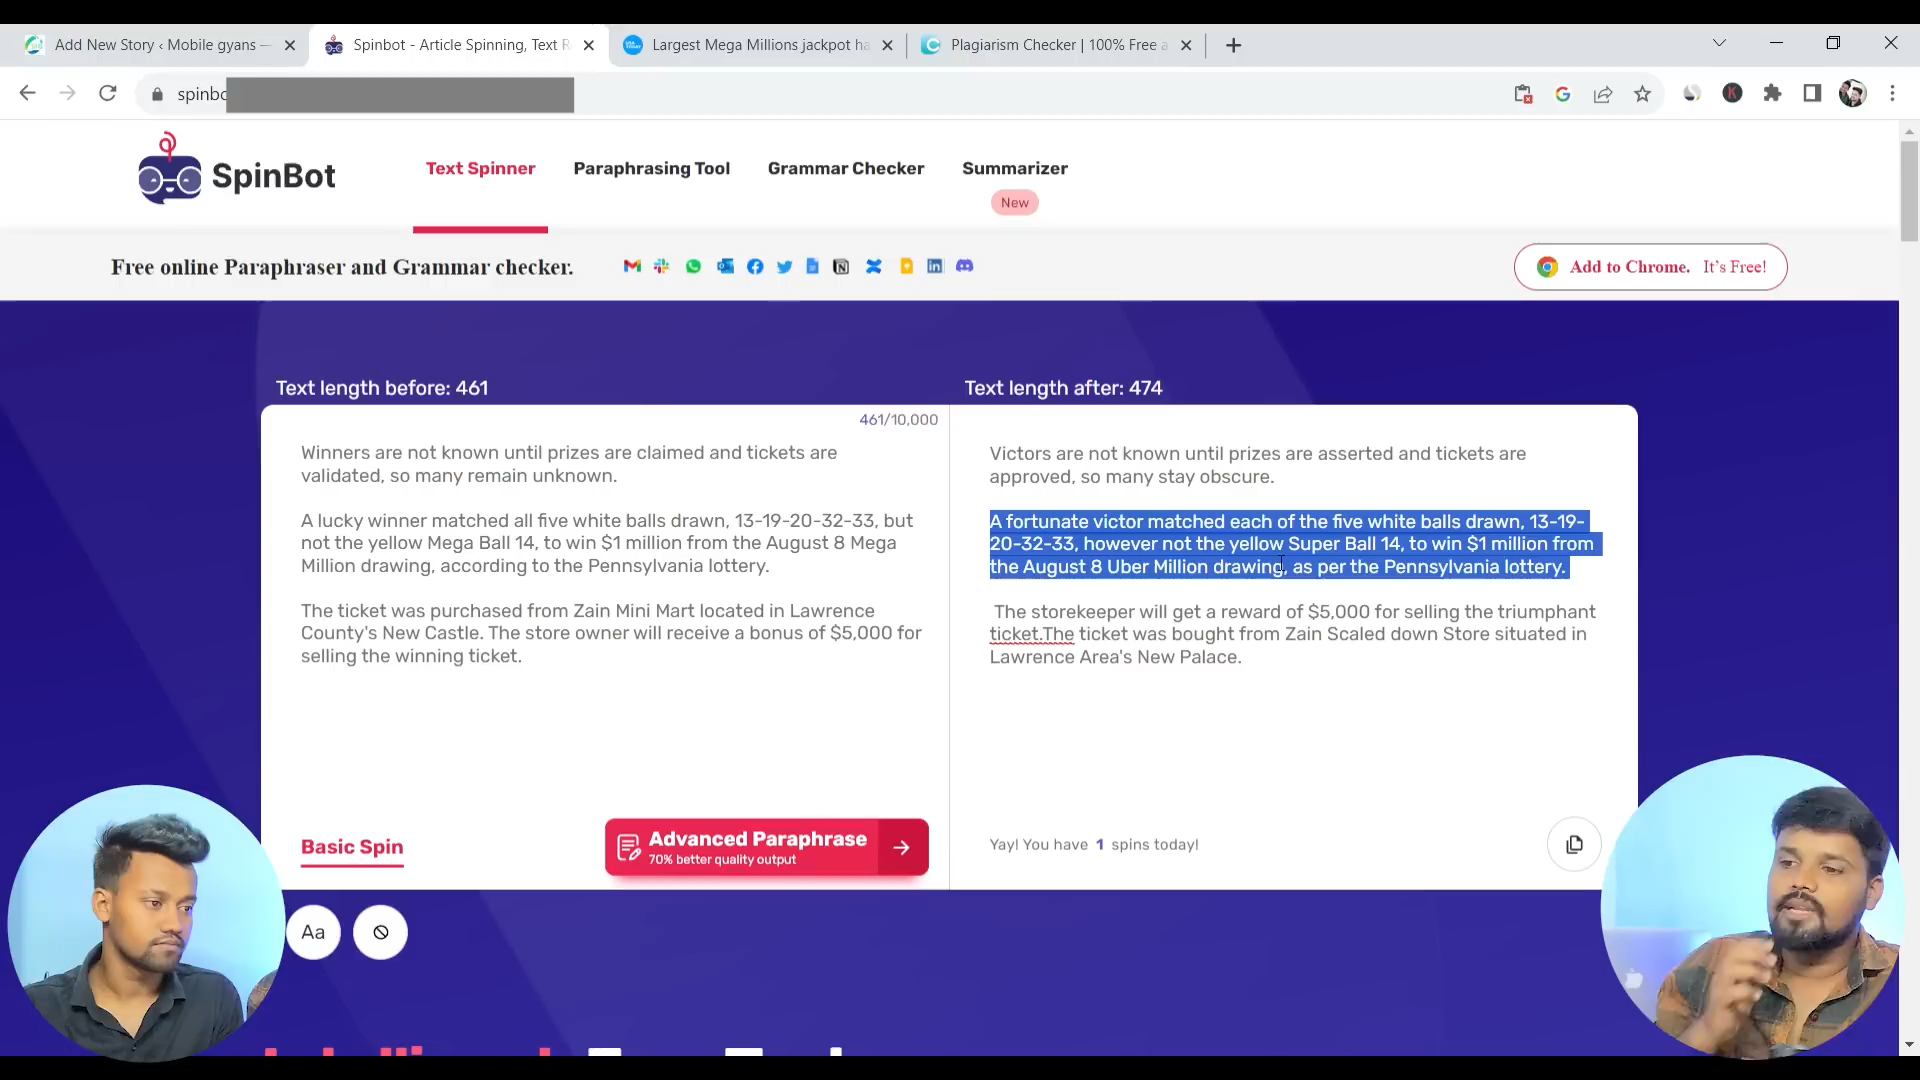 Add New Story ‹ Mobile gyans —
Spinbot - Article Spinning, Text R
Largest Mega Millions jackpot ha
Plagiarism Checker | 100% Free a
spinbo
SpinBot
Text Spinner
Paraphrasing Tool
Grammar Checker
Summarizer
New
Free online Paraphraser and Grammar checker.
Add to Chrome. It's Free!
Text length before: 461
461/10,000
Winners are not known until prizes are claimed and tickets are
validated, so many remain unknown.
A lucky winner matched all five white balls drawn, 13-19-20-32-33, but
not the yellow Mega Ball 14, to win $1 million from the August 8 Mega
Million drawing, according to the Pennsylvania lottery.
The ticket was purchased from Zain Mini Mart located in Lawrence
County's New Castle. The store owner will receive a bonus of $5,000 for
selling the winning ticket.
Basic Spin
Advanced Paraphrase
70% better quality output
Text length after: 474
Victors are not known until prizes are asserted and tickets are
approved, so many stay obscure.
A fortunate victor matched each of the five white balls drawn, 13-19-
20-32-33, however not the yellow Super Ball 14, to win $1 million from
the August 8 Uber Million drawing, as per the Pennsylvania lottery.
The storekeeper will get a reward of $5,000 for selling the triumphant
ticket.The ticket was bought from Zain Scaled down Store situated in
Lawrence Area's New Palace.
Yay! You have 1 spins today!
Aa